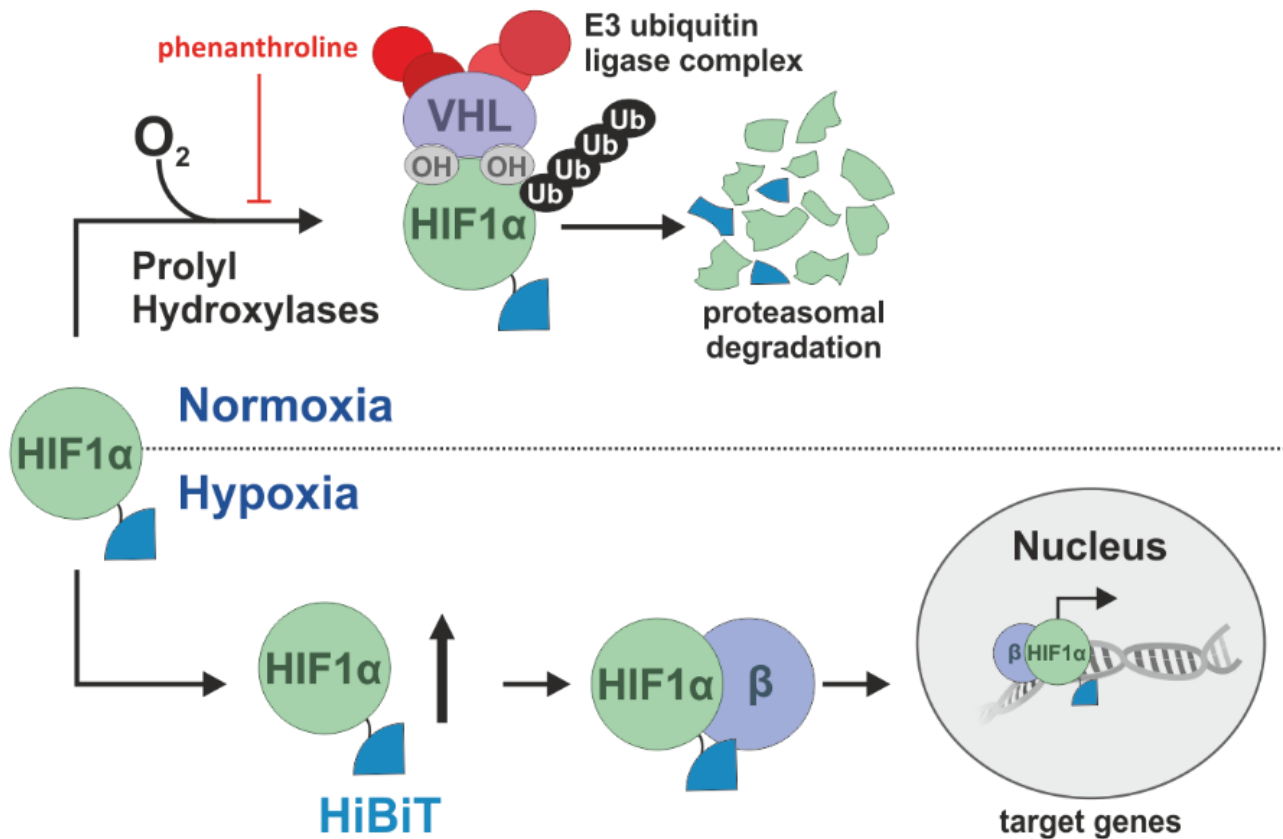 phenanthroline
E3 ubiquitin
ligase complex
O2
VHL
OH
OH
Ub
Ub
Ub
Ub
HIF1α
Prolyl
Hydroxylases
proteasomal
degradation
Normoxia
HIF1α
Hypoxia
Nucleus
HIF1α
HIF1α
β
β
HIF1α
HiBiT
target genes